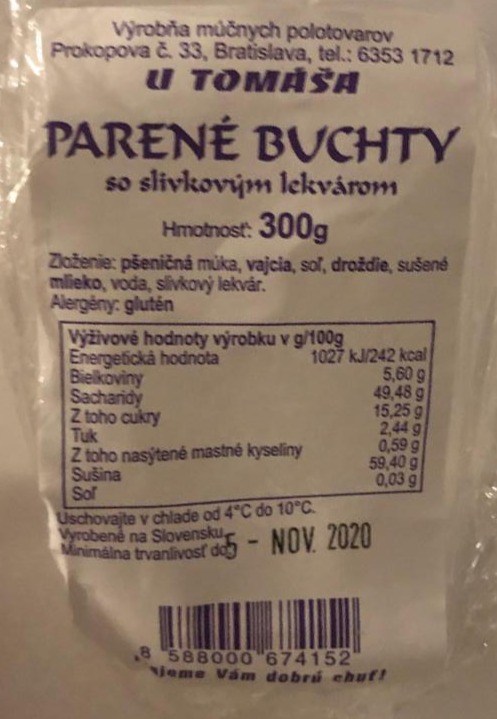 Výrobňa múčnych polotovarov
Prokopova č. 33, Bratislava, tel.: 6353 1712
U TOMÁŠA
PARENÉ BUCHTY
so slivkovým lekvárom
Hmotnosť: 300g
Zloženie: pšeničná múka, vajcia, soľ, droždie, sušené
mlieko, voda, slivkový lekvár.
Alergény: glutén
Výživové hodnoty výrobku v g/100g
Energetická hodnota 1027 kJ/242 kcal
Bielkoviny 5,60 g
Sacharidy 49,48 g
Z toho cukry 15,25 g
Tuk 2,44 g
Z toho nasýtené mastné kyseliny 0,59 g
Sušina 59,40 g
Soľ 0,03 g
Uschovajte v chlade od 4°C do 10°C.
Vyrobené na Slovensku
Minimálna trvanlivosť do 5 - NOV. 2020
8 588000 674152
Vám dobrú chuť!